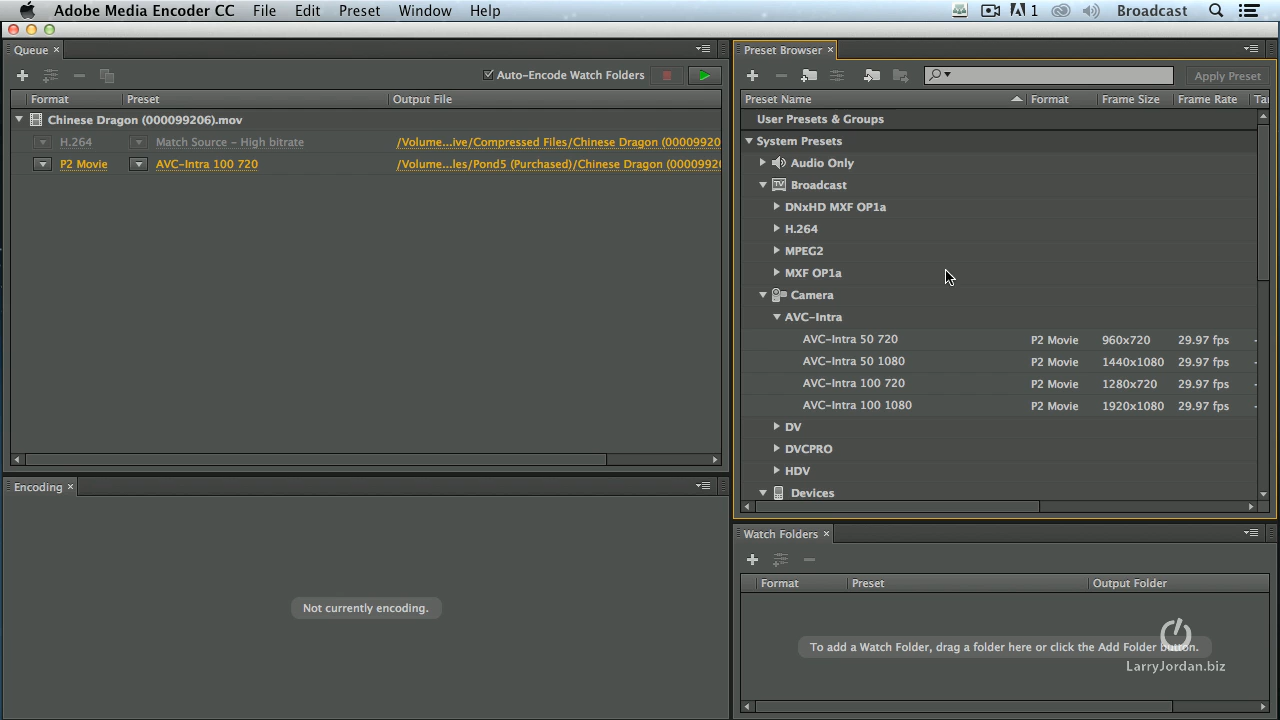 Adobe Media Encoder CC File Edit Preset Window Help 1 Broadcast
Queue ×
Auto-Encode Watch Folders
Format Preset Output File
Chinese Dragon (000099206).mov
H.264 Match Source – High bitrate /Volume...ive/Compressed Files/Chinese Dragon (00009920
P2 Movie AVC-Intra 100 720 /Volume...les/Pond5 (Purchased)/Chinese Dragon (00009920
Encoding ×
Not currently encoding.
Preset Browser ×
Apply Preset
Preset Name Format Frame Size Frame Rate Tar
User Presets & Groups
System Presets
Audio Only
TV Broadcast
DNxHD MXF OP1a
H.264
MPEG2
MXF OP1a
Camera
AVC-Intra
AVC-Intra 50 720 P2 Movie 960x720 29.97 fps -
AVC-Intra 50 1080 P2 Movie 1440x1080 29.97 fps -
AVC-Intra 100 720 P2 Movie 1280x720 29.97 fps -
AVC-Intra 100 1080 P2 Movie 1920x1080 29.97 fps -
DV
DVCPRO
HDV
Devices
Watch Folders ×
Format Preset Output Folder
To add a Watch Folder, drag a folder here or click the Add Folder button.
LarryJordan.biz